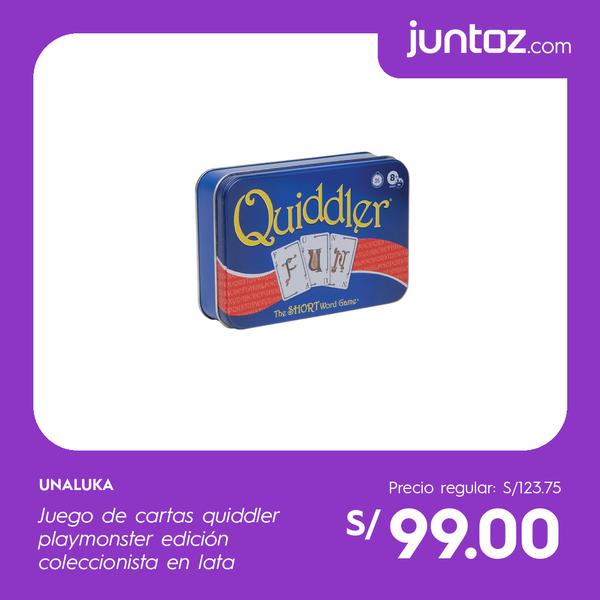 juntoz.com
Quiddler
8+
FUN
The SHORT Word Game
UNALUKA
Juego de cartas quiddler
playmonster edición
coleccionista en lata
Precio regular: S/123.75
S/ 99.00